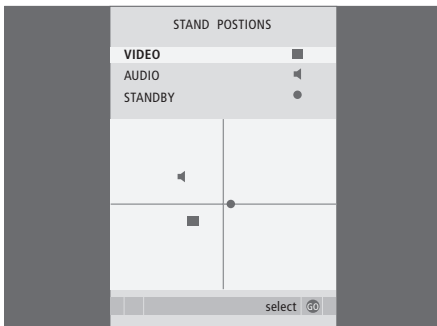 STAND POSTIONS
VIDEO
AUDIO
STANDBY
select GO